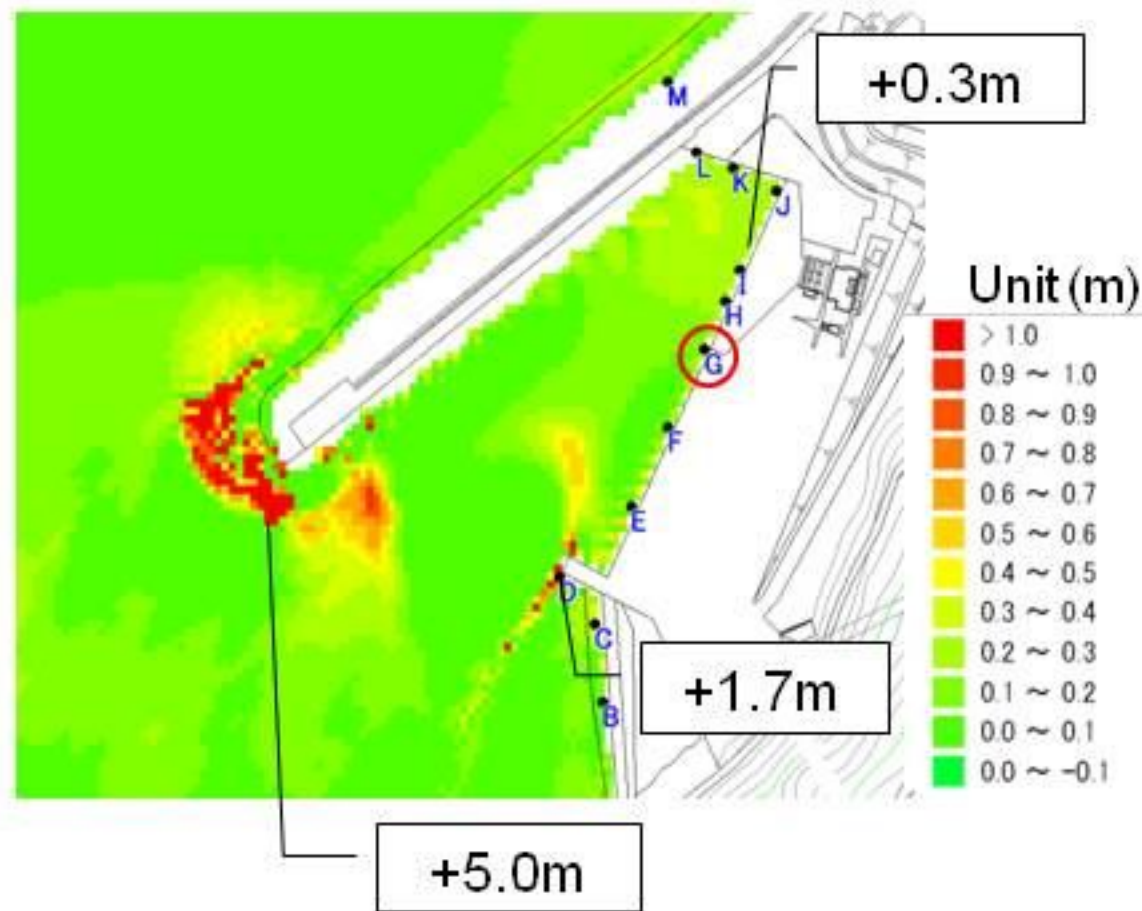 +0.3m
M
L
K
J
I
H
G
F
E
D
C
B
+1.7m
+5.0m
Unit (m)
> 1.0
0.9 ~ 1.0
0.8 ~ 0.9
0.7 ~ 0.8
0.6 ~ 0.7
0.5 ~ 0.6
0.4 ~ 0.5
0.3 ~ 0.4
0.2 ~ 0.3
0.1 ~ 0.2
0.0 ~ 0.1
0.0 ~ -0.1